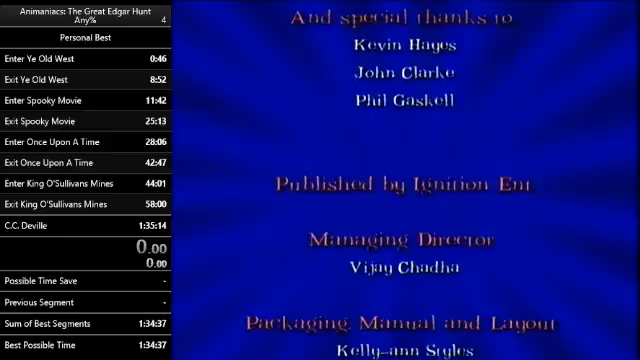 Animaniacs: The Great Edgar Hunt
Any% 4
Personal Best
Enter Ye Old West 0:46
Exit Ye Old West 8:52
Enter Spooky Movie 11:42
Exit Spooky Movie 25:13
Enter Once Upon A Time 28:06
Exit Once Upon A Time 42:47
Enter King O'Sullivans Mines 44:01
Exit King O'Sullivans Mines 58:00
C.C. Deville 1:35:14
0.00
0.00
Possible Time Save -
Previous Segment -
Sum of Best Segments 1:34:37
Best Possible Time 1:34:37
And special thanks to
Kevin Hayes
John Clarke
Phil Gaskell
Published by Ignition Ent.
Managing Director
Vijay Chadha
Packaging, Manual and Layout
Kelly-ann Styles